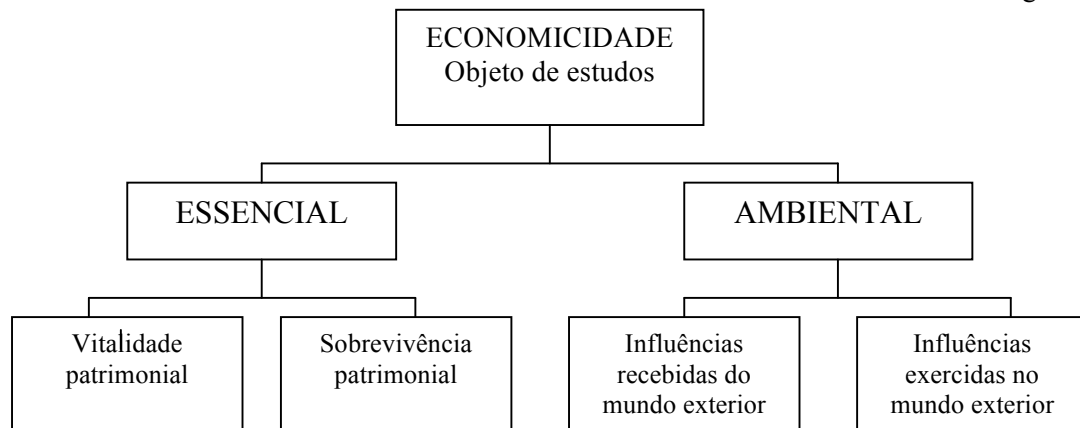 ECONOMICIDADE
Objeto de estudos
ESSENCIAL
AMBIENTAL
Vitalidade
patrimonial
Sobrevivência
patrimonial
Influências
recebidas do
mundo exterior
Influências
exercidas no
mundo exterior